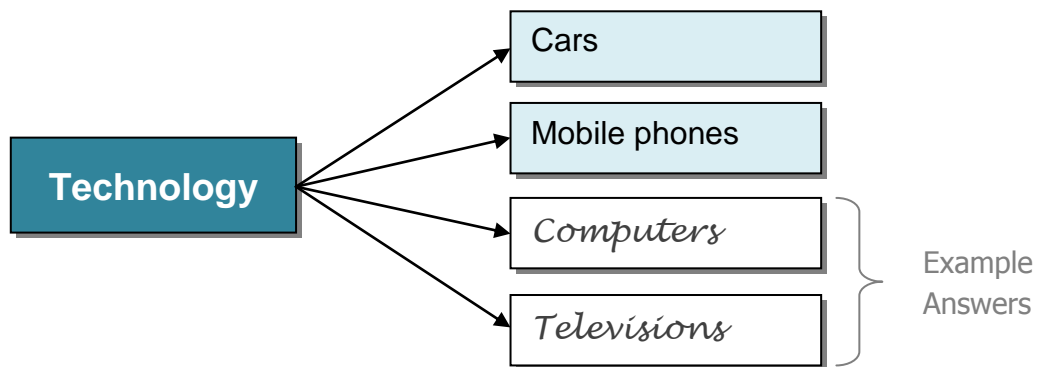 Technology
Cars
Mobile phones
Computers
Televisions
Example
Answers